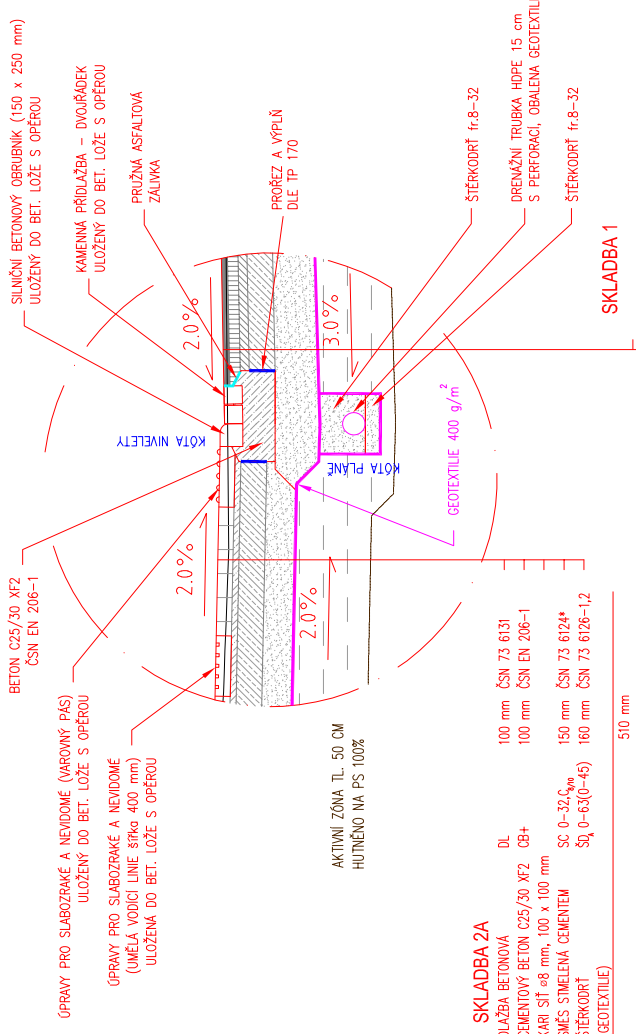 SILNIČNÍ BETONOVÝ OBRUBNÍK (150 x 250 mm)
ULOŽENÝ DO BET. LOŽE S OPĚROU
KAMENNÁ PŘÍDLAŽBA – DVOJŘÁDEK
ULOŽENÝ DO BET. LOŽE S OPĚROU
PRUŽNÁ ASFALTOVÁ
ZÁLIVKA
PROŘEZ A VÝPLŇ
DLE TP 170
ŠTĚRKODRŤ fr.8-32
DRENÁŽNÍ TRUBKA HDPE 15 cm
S PERFORACÍ, OBALENA GEOTEXTILIÍ
ŠTĚRKODRŤ fr.8-32
SKLADBA 1
BETON C25/30 XF2
ČSN EN 206-1
ÚPRAVY PRO SLABOZRAKÉ A NEVIDOMÉ (VAROVNÝ PÁS)
ULOŽENÝ DO BET. LOŽE S OPĚROU
ÚPRAVY PRO SLABOZRAKÉ A NEVIDOMÉ
(UMĚLÁ VODÍCÍ LINIE šířka 400 mm)
ULOŽENÁ DO BET. LOŽE S OPĚROU
2.0%
2.0%
KÓTA NIVELETY
3.0%
2.0%
KÓTA PLÁNĚ
GEOTEXTILIE 400 g/m²
AKTIVNÍ ZÓNA TL. 50 CM
HUTNĚNO NA PS 100%
SKLADBA 2A
DLAŽBA BETONOVÁ DL 100 mm ČSN 73 6131
CEMENTOVÝ BETON C25/30 XF2 CB+ 100 mm ČSN EN 206-1
KARI SÍŤ ø8 mm, 100 x 100 mm
SMĚS STMELENÁ CEMENTEM SC 0-32,C8/10 150 mm ČSN 73 6124*
ŠTĚRKODRŤ ŠDA 0-63(0-45) 160 mm ČSN 73 6126-1,2
(GEOTEXTILIE)
510 mm